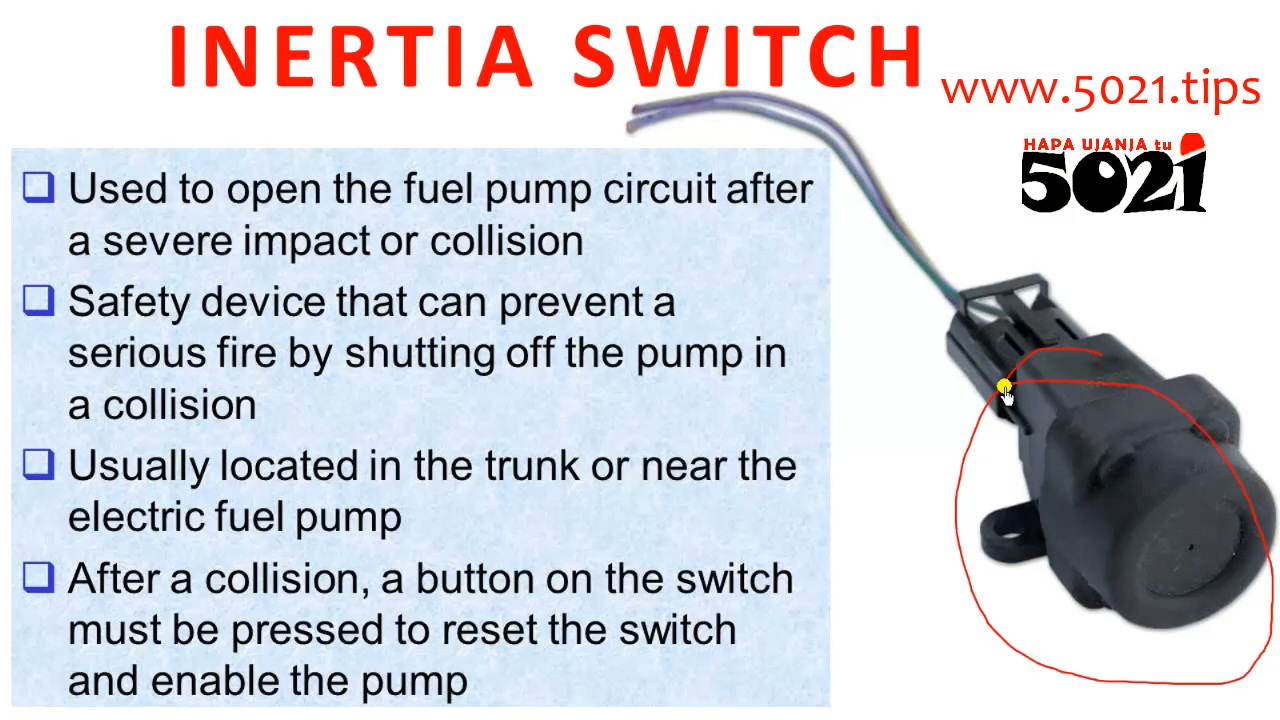 INERTIA SWITCH
www.5021.tips
HAPA UJANJA tu
5021
Used to open the fuel pump circuit after
a severe impact or collision
Safety device that can prevent a
serious fire by shutting off the pump in
a collision
Usually located in the trunk or near the
electric fuel pump
After a collision, a button on the switch
must be pressed to reset the switch
and enable the pump